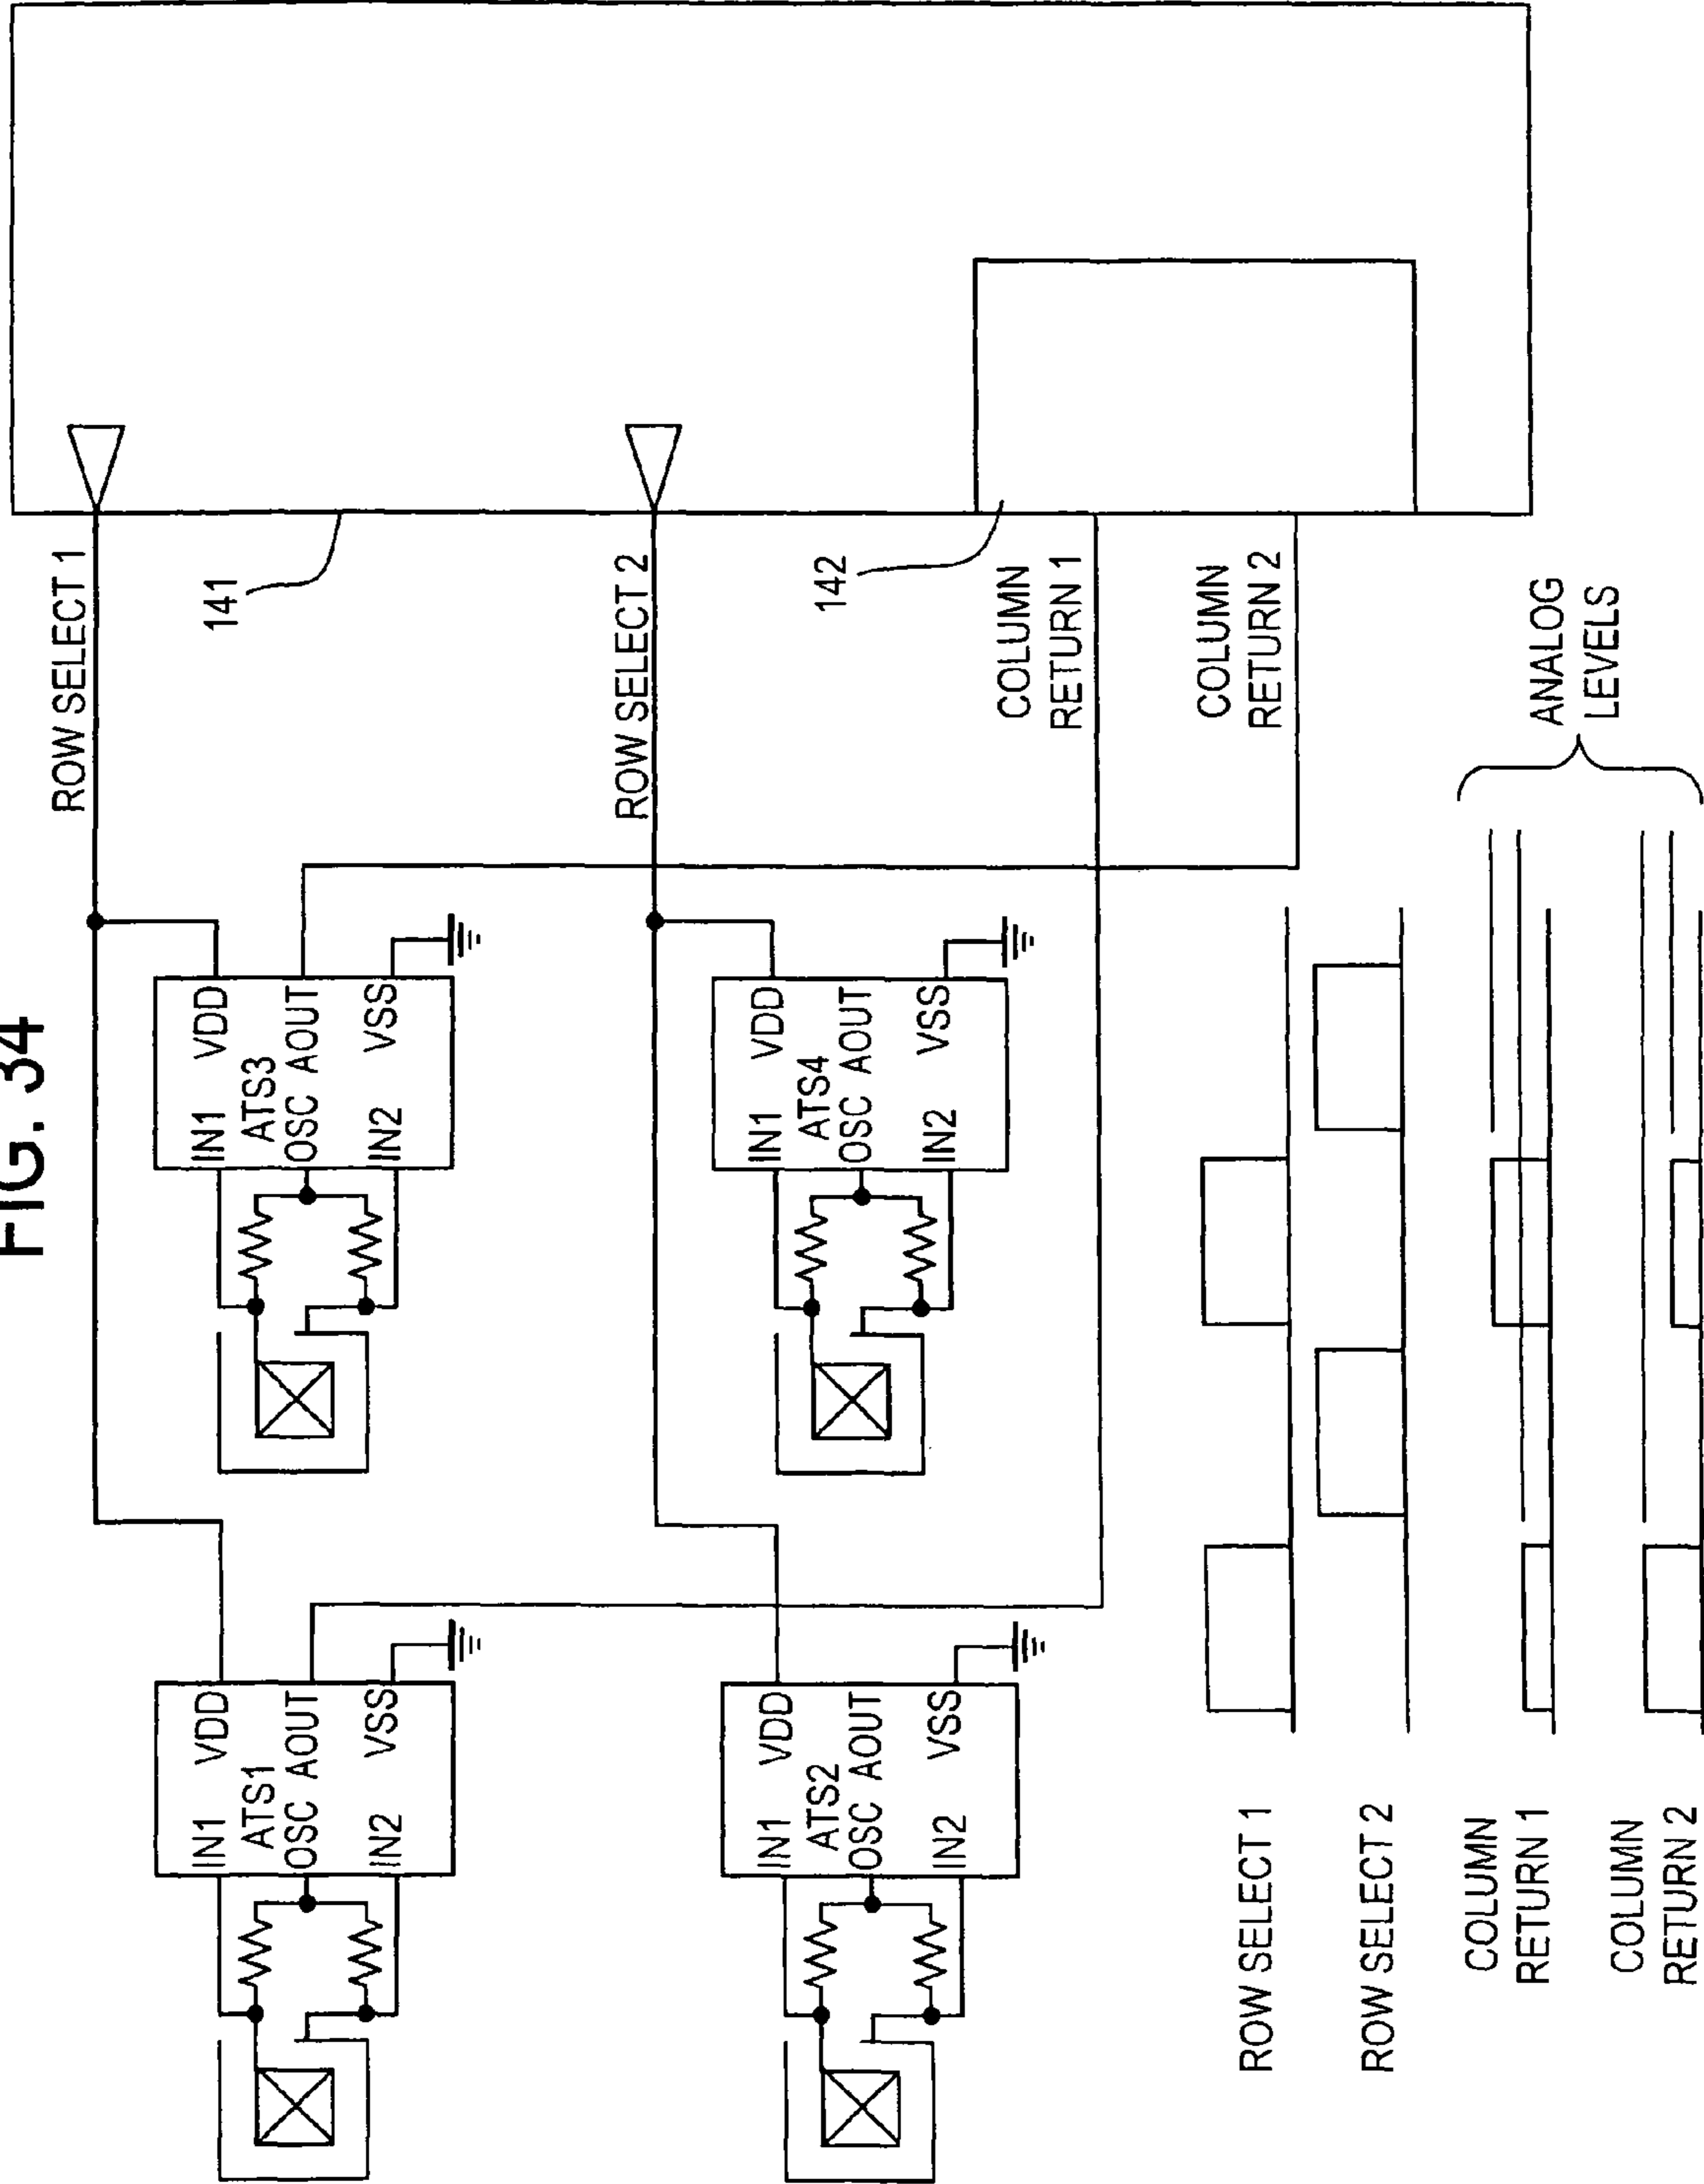 FIG. 34
ROW SELECT 1
141
ROW SELECT 2
142
COLUMN
RETURN 1
COLUMN
RETURN 2
IN1 VDD
ATS1
OSC AOUT
IN2 VSS
IN1 VDD
ATS3
OSC AOUT
IN2 VSS
IN1 VDD
ATS2
OSC AOUT
IN2 VSS
IN1 VDD
ATS4
OSC AOUT
IN2 VSS
ROW SELECT 1
ROW SELECT 2
COLUMN
RETURN 1
COLUMN
RETURN 2
ANALOG
LEVELS